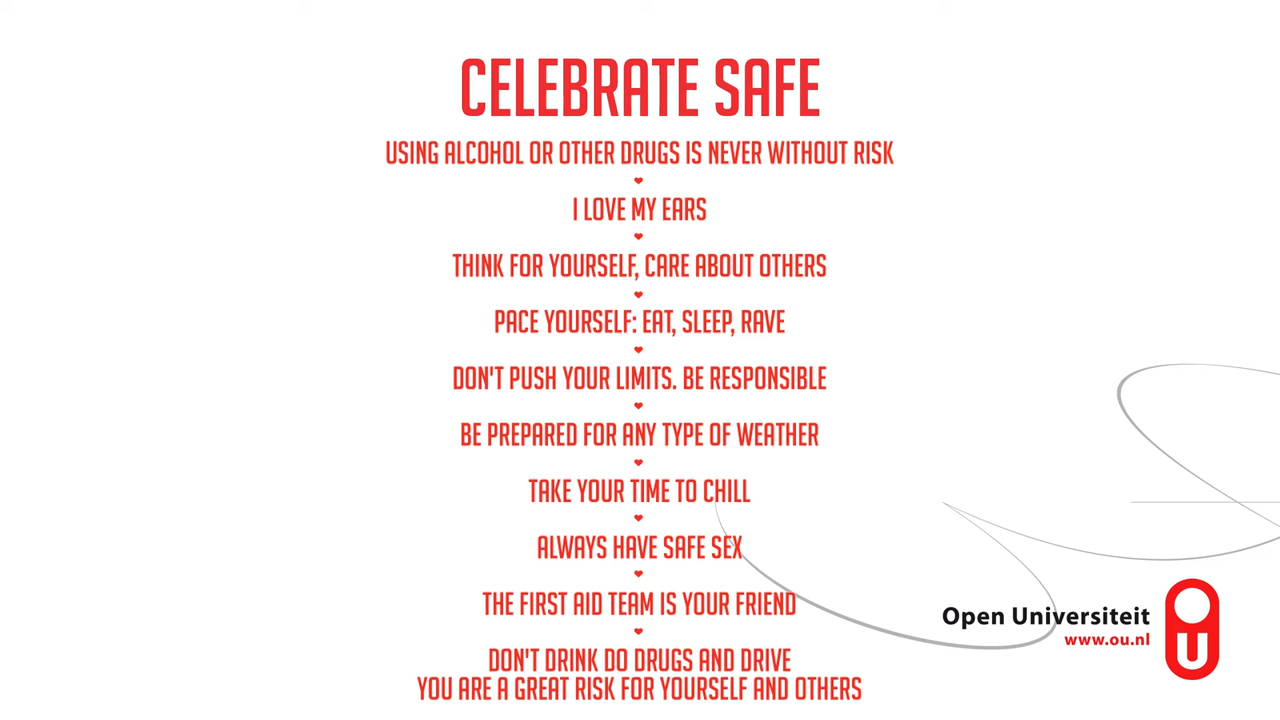 CELEBRATE SAFE
USING ALCOHOL OR OTHER DRUGS IS NEVER WITHOUT RISK
I LOVE MY EARS
THINK FOR YOURSELF, CARE ABOUT OTHERS
PACE YOURSELF: EAT, SLEEP, RAVE
DON'T PUSH YOUR LIMITS. BE RESPONSIBLE
BE PREPARED FOR ANY TYPE OF WEATHER
TAKE YOUR TIME TO CHILL
ALWAYS HAVE SAFE SEX
THE FIRST AID TEAM IS YOUR FRIEND
DON'T DRINK DO DRUGS AND DRIVE
YOU ARE A GREAT RISK FOR YOURSELF AND OTHERS
Open Universiteit
www.ou.nl
OU